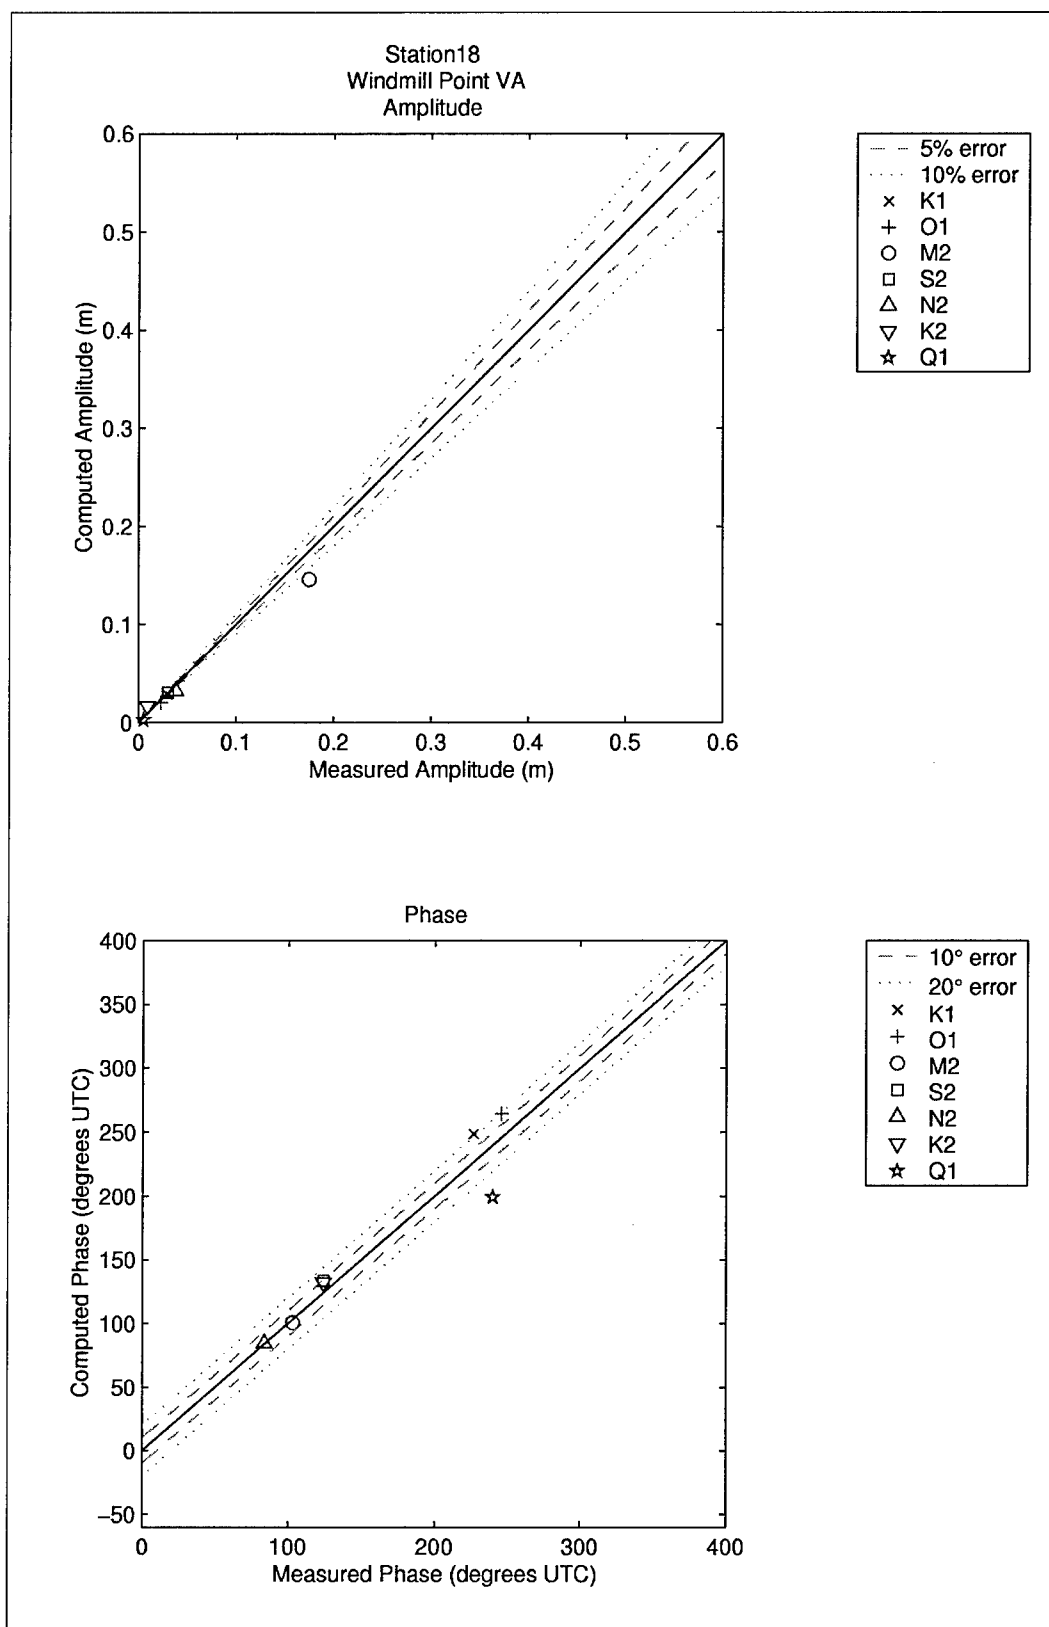 Station18
Windmill Point VA
Amplitude
0.6
0.5
0.4
0.3
0.2
0.1
0
Computed Amplitude (m)
0 0.1 0.2 0.3 0.4 0.5 0.6
Measured Amplitude (m)
5% error
10% error
K1
O1
M2
S2
N2
K2
Q1
Phase
400
350
300
250
200
150
100
50
0
−50
Computed Phase (degrees UTC)
0 100 200 300 400
Measured Phase (degrees UTC)
10° error
20° error
K1
O1
M2
S2
N2
K2
Q1